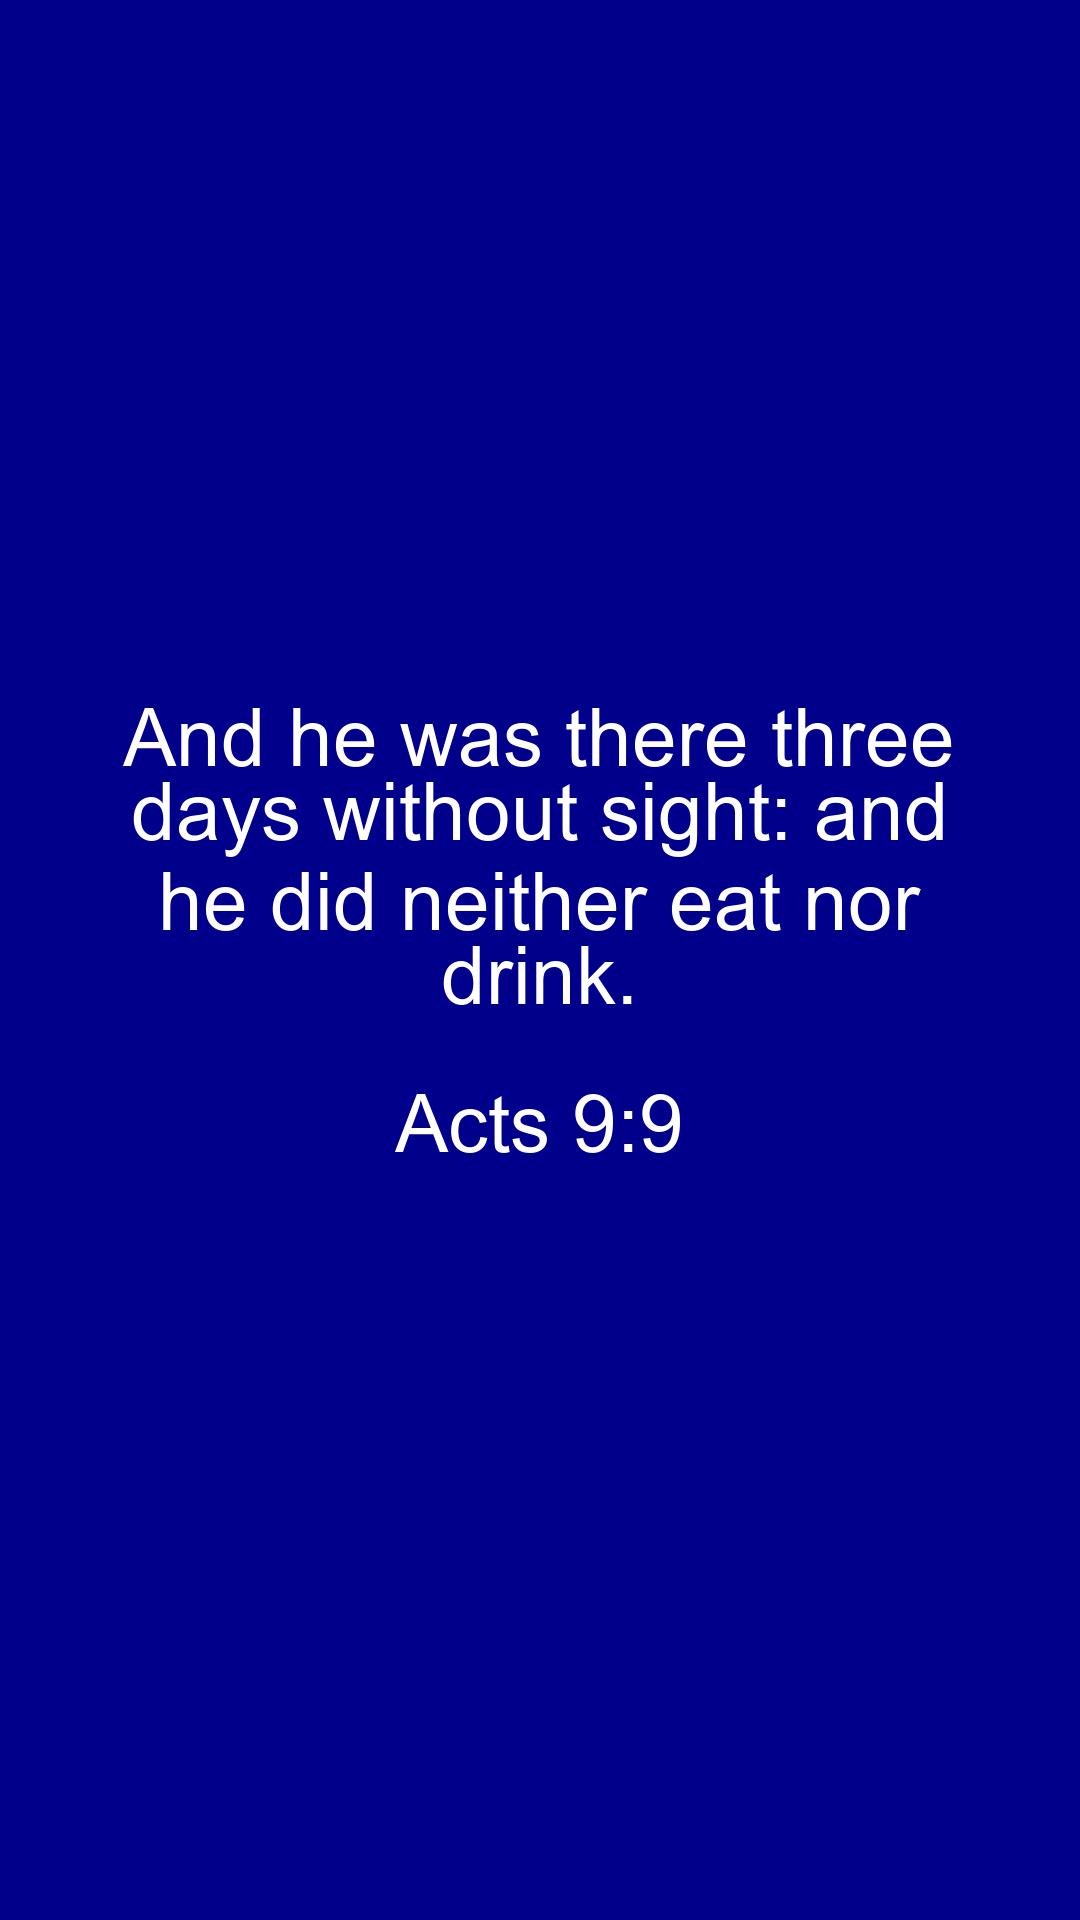 And he was there three
days without sight: and
he did neither eat nor
drink.
Acts 9:9